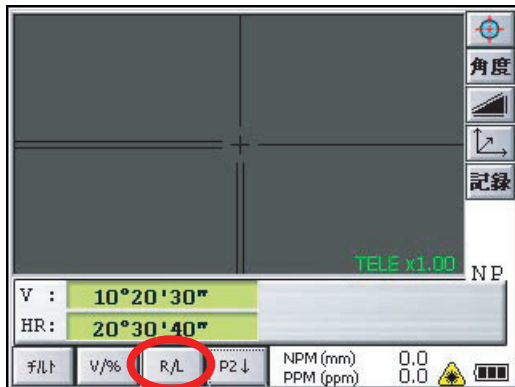 角度
記録
TELE x1.00
NP
V : 10°20'30"
HR: 20°30'40"
ﾁﾙﾄ V/% R/L P2↓ NPM (mm) 0.0
PPM (ppm) 0.0